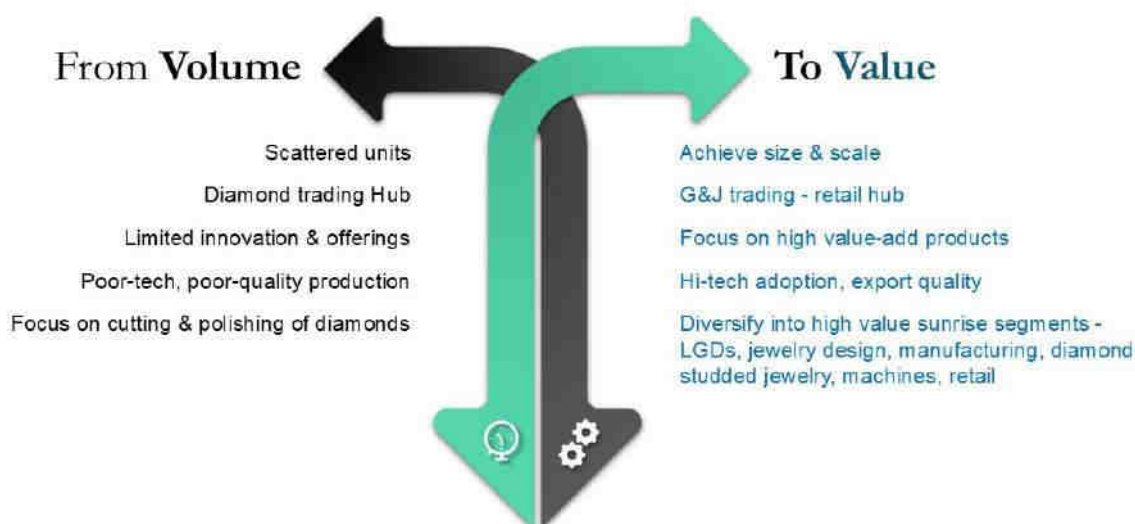 From Volume
To Value
Scattered units
Achieve size & scale
Diamond trading Hub
G&J trading - retail hub
Limited innovation & offerings
Focus on high value-add products
Poor-tech, poor-quality production
Hi-tech adoption, export quality
Focus on cutting & polishing of diamonds
Diversify into high value sunrise segments -
LGDs, jewelry design, manufacturing, diamond
studded jewelry, machines, retail